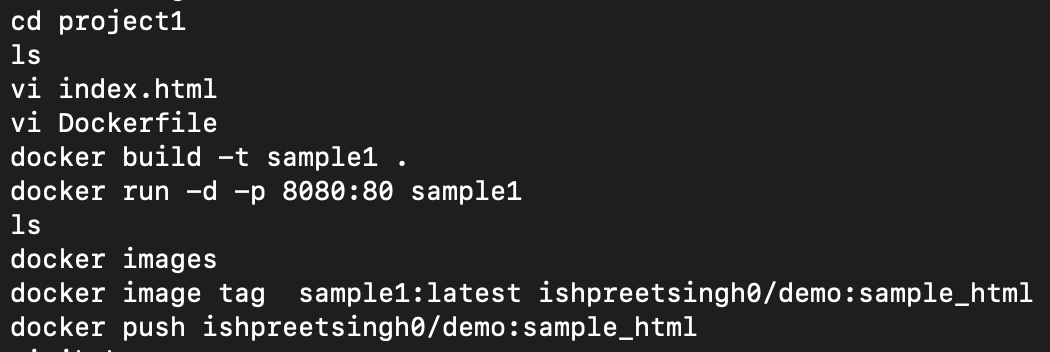 cd project1
ls
vi index.html
vi Dockerfile
docker build -t sample1 .
docker run -d -p 8080:80 sample1
ls
docker images
docker image tag  sample1:latest ishpreetsingh0/demo:sample_html
docker push ishpreetsingh0/demo:sample_html